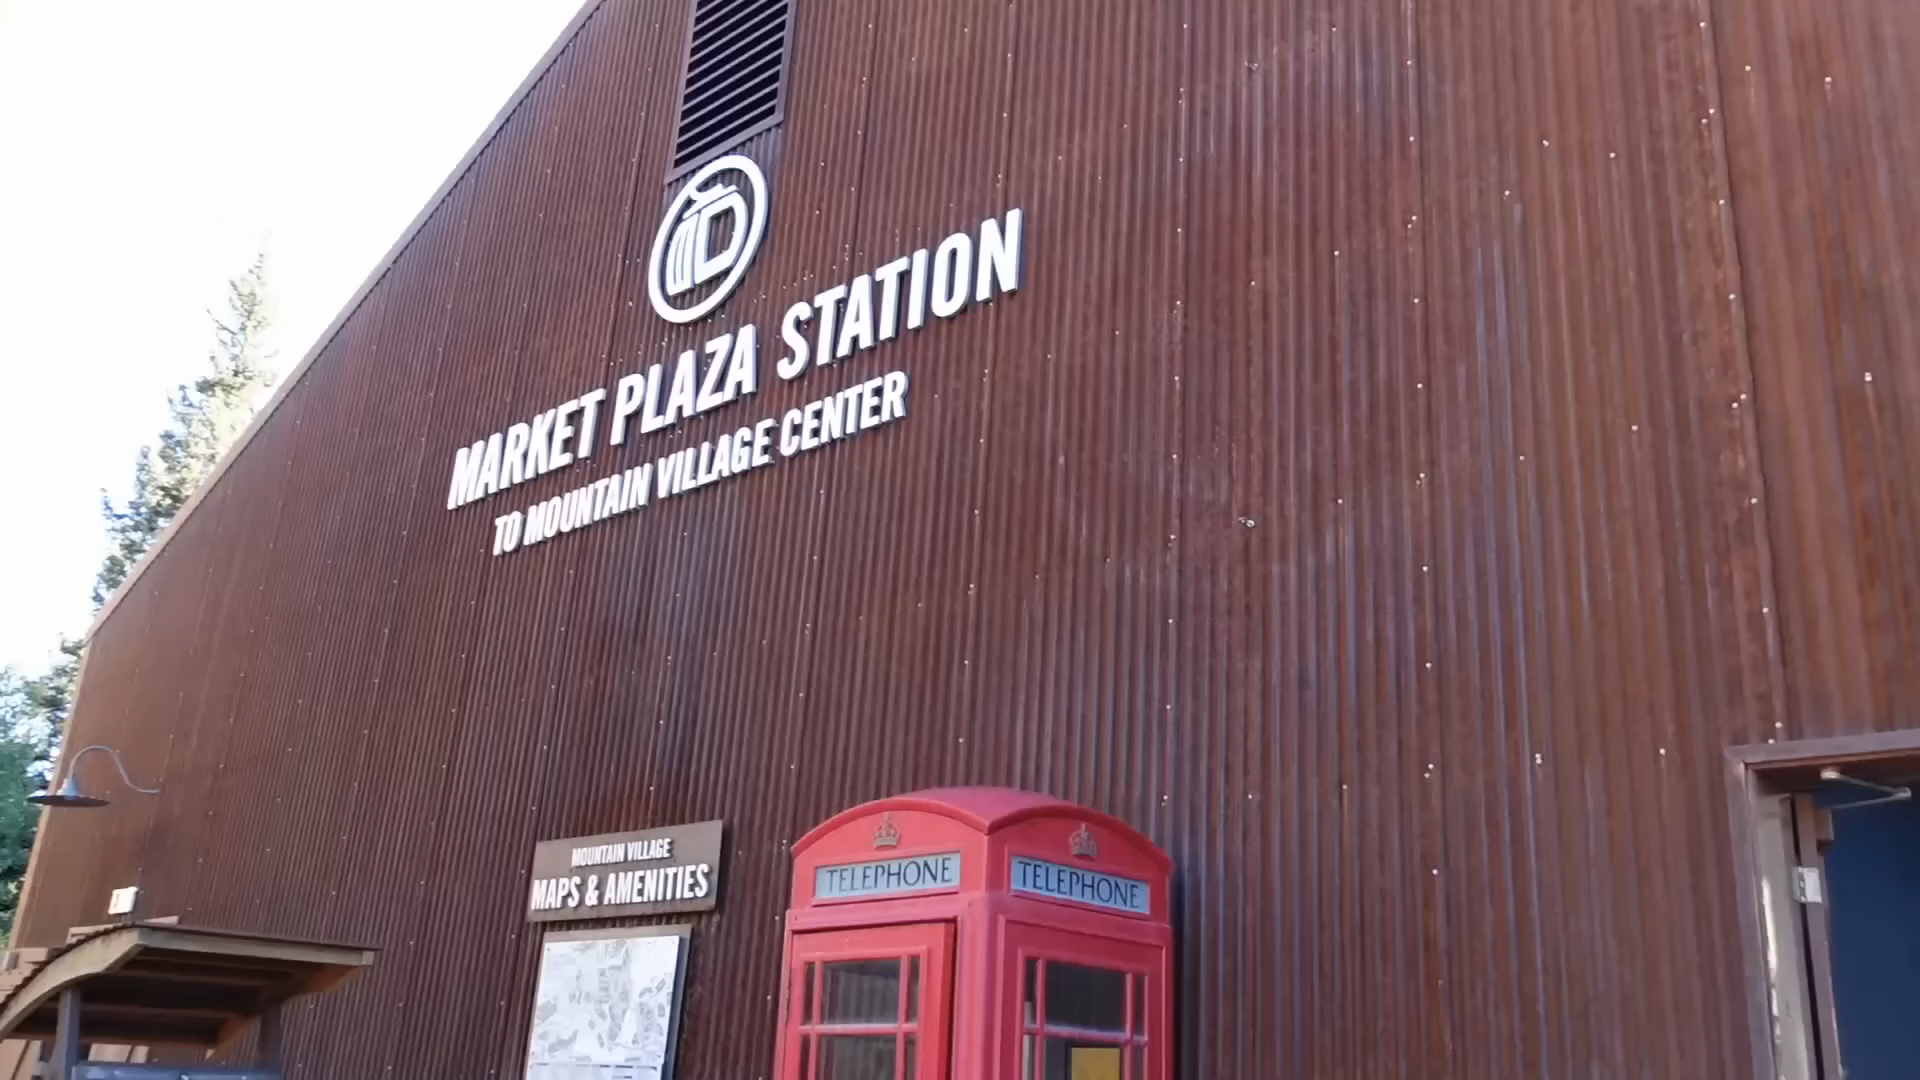 MARKET PLAZA STATION
TO MOUNTAIN VILLAGE CENTER
MOUNTAIN VILLAGE
MAPS & AMENITIES
TELEPHONE
TELEPHONE